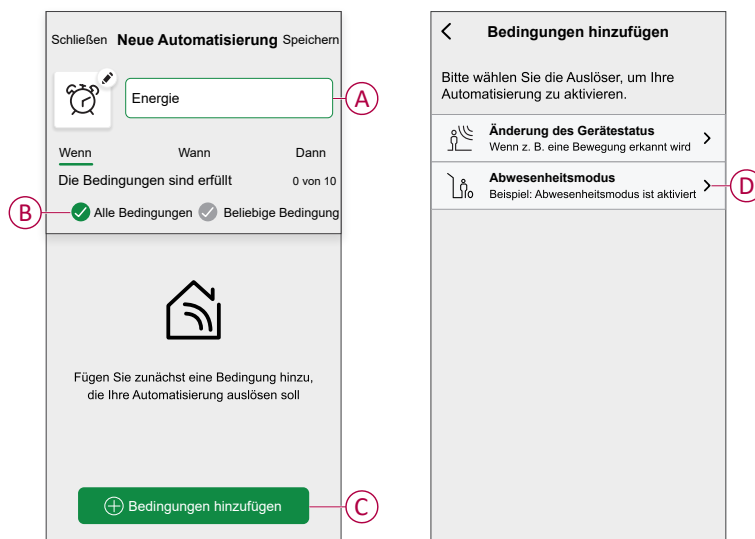 Schließen Neue Automatisierung Speichern
Energie
A
Wenn Wann Dann
Die Bedingungen sind erfüllt 0 von 10
B
Alle Bedingungen Beliebige Bedingung
Fügen Sie zunächst eine Bedingung hinzu,
die Ihre Automatisierung auslösen soll
Bedingungen hinzufügen
C
Bedingungen hinzufügen
Bitte wählen Sie die Auslöser, um Ihre
Automatisierung zu aktivieren.
Änderung des Gerätestatus
Wenn z. B. eine Bewegung erkannt wird
Abwesenheitsmodus
Beispiel: Abwesenheitsmodus ist aktiviert
D